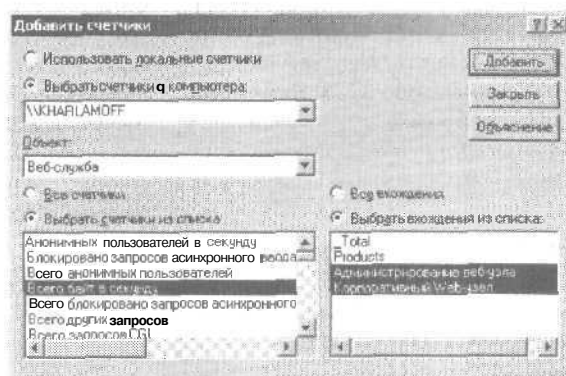 Добавить счетчики
Использовать локальные счетчики
Выбрать счетчики q компьютера:
\\KHARLAMOFF
Добавить
Закрыть
Объяснение
Объект:
Веб-служба
Все счетчики
Выбрать счетчики из списка
Все вхождения
Выбрать вхождения из списка:
Анонимных пользователей в секунду
Блокировано запросов асинхронного ввода
Всего анонимных пользователей
Всего байт в секунду
Всего блокировано запросов асинхронного
Всего других запросов
Всего запросов CGI
_Total
Products
Администрирование веб-узла
Корпоративный Web-узел